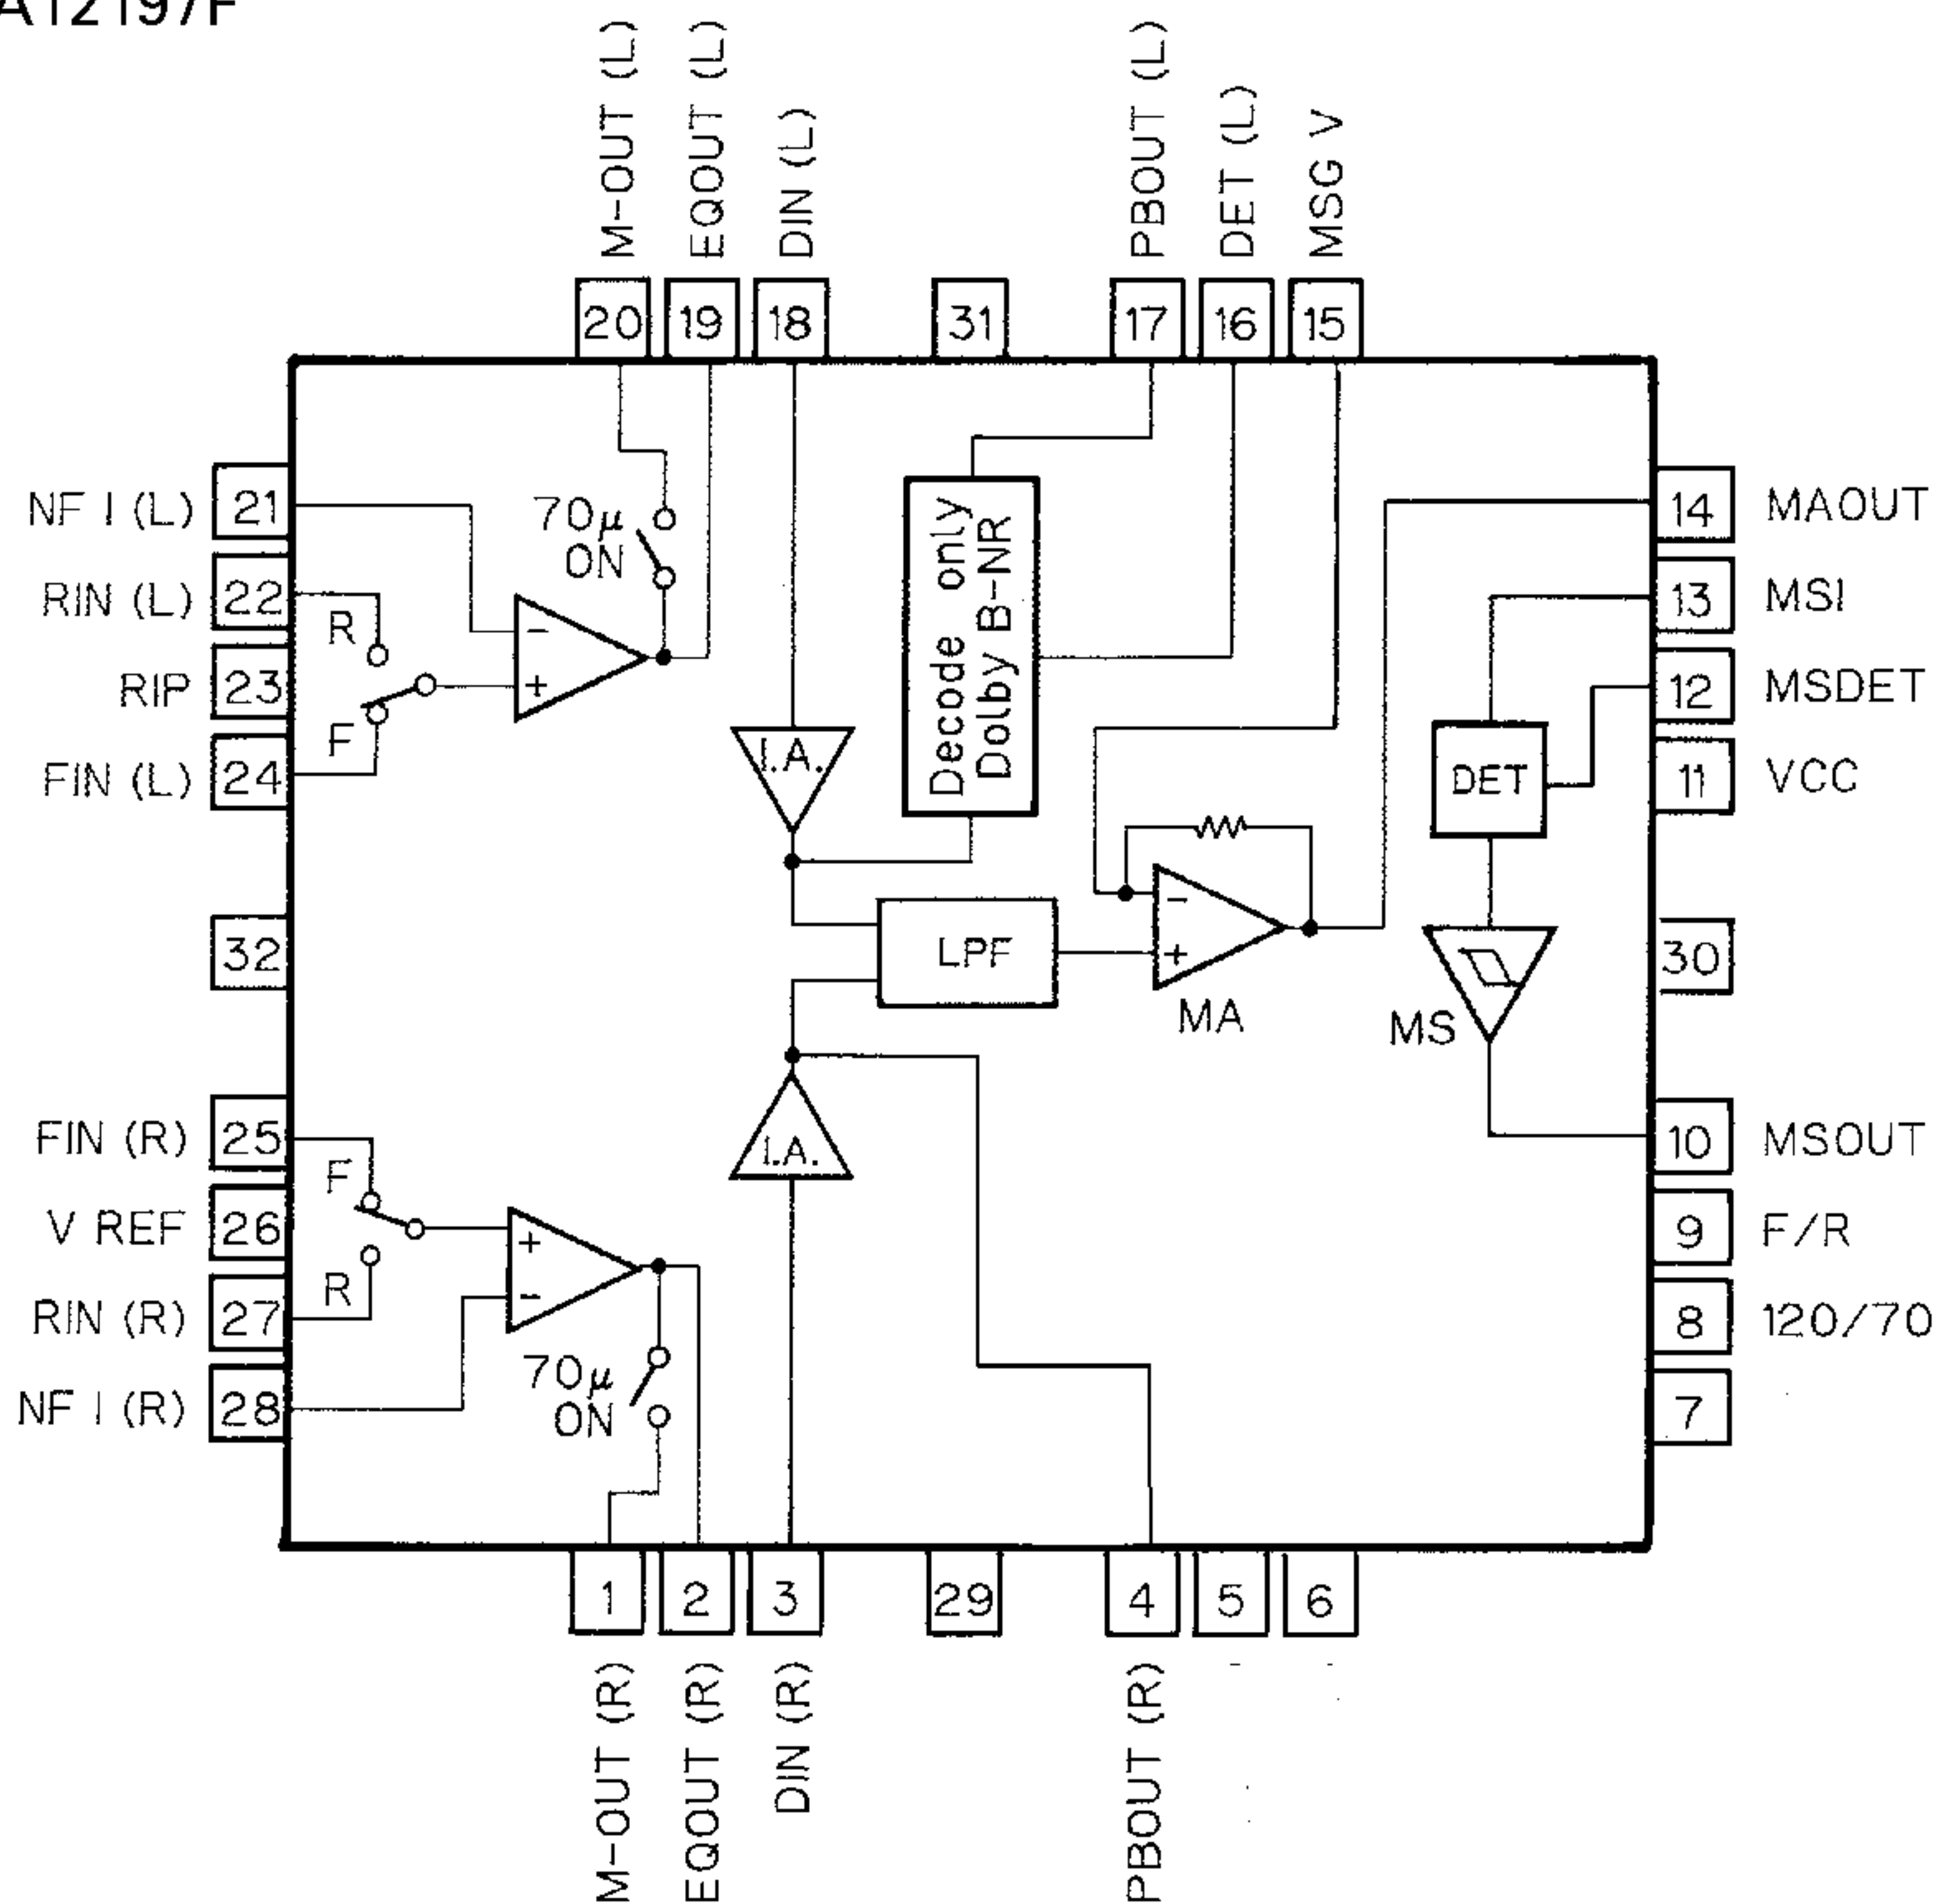 A12197F
M-OUT (L)
EQOUT (L)
DIN (L)
PBOUT (L)
DET (L)
MSG V
20
19
18
31
17
16
15
NF I (L)
21
RIN (L)
22
RIP
23
FIN (L)
24
32
FIN (R)
25
V REF
26
RIN (R)
27
NF I (R)
28
R
F
70μ
ON
-
+
I.A.
Decode only
Dolby B-NR
LPF
-
+
MA
DET
MS
I.A.
F
R
+
-
70μ
ON
14
MAOUT
13
MSI
12
MSDET
11
VCC
30
10
MSOUT
9
F/R
8
120/70
7
1
2
3
29
4
5
6
M-OUT (R)
EQOUT (R)
DIN (R)
PBOUT (R)